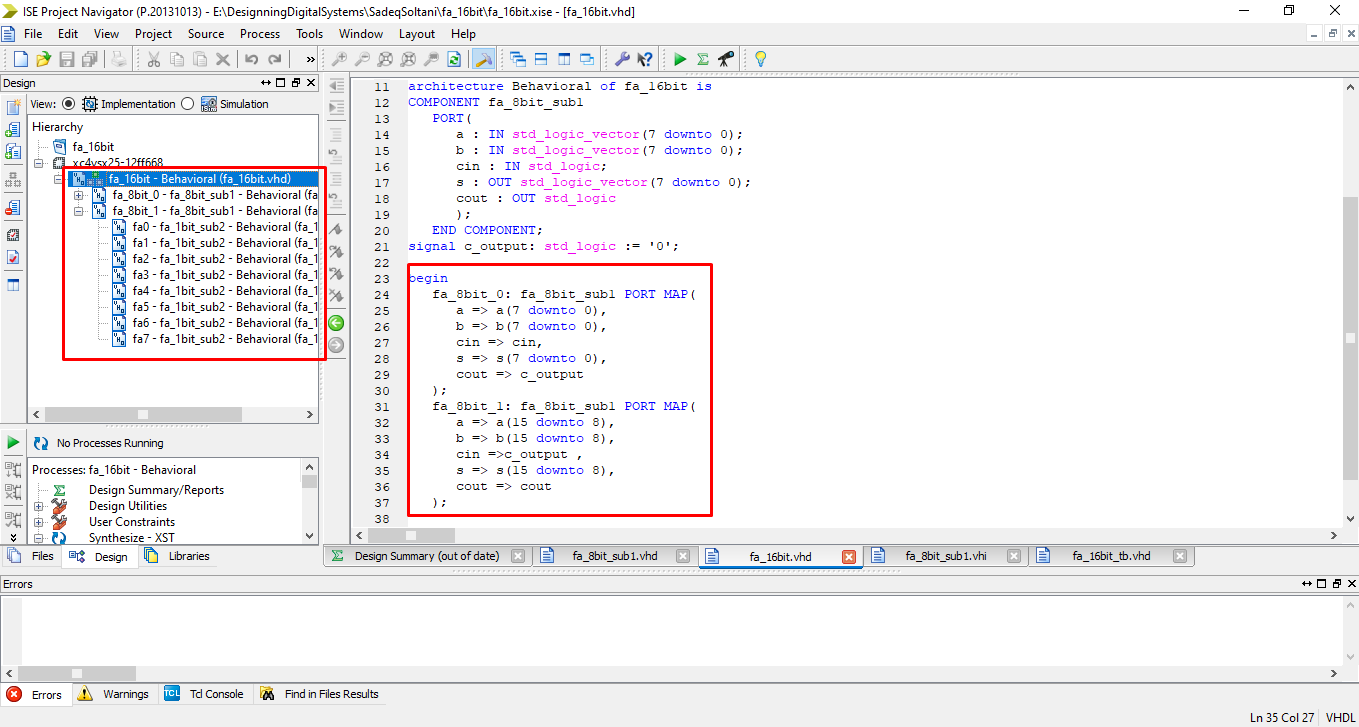 ISE Project Navigator (P.20131013) - E:\DesignningDigitalSystems\SadeqSoltani\fa_16bit\fa_16bit.xise - [fa_16bit.vhd]
File Edit View Project Source Process Tools Window Layout Help
Design
View: Implementation Simulation
Hierarchy
fa_16bit
xc4vsx25-12ff668
fa_16bit - Behavioral (fa_16bit.vhd)
fa_8bit_0 - fa_8bit_sub1 - Behavioral (fa
fa_8bit_1 - fa_8bit_sub1 - Behavioral (fa
fa0 - fa_1bit_sub2 - Behavioral (fa_1
fa1 - fa_1bit_sub2 - Behavioral (fa_1
fa2 - fa_1bit_sub2 - Behavioral (fa_1
fa3 - fa_1bit_sub2 - Behavioral (fa_1
fa4 - fa_1bit_sub2 - Behavioral (fa_1
fa5 - fa_1bit_sub2 - Behavioral (fa_1
fa6 - fa_1bit_sub2 - Behavioral (fa_1
fa7 - fa_1bit_sub2 - Behavioral (fa_1
No Processes Running
Processes: fa_16bit - Behavioral
Design Summary/Reports
Design Utilities
User Constraints
Synthesize - XST
Files Design Libraries
11 architecture Behavioral of fa_16bit is
12 COMPONENT fa_8bit_sub1
13 PORT(
14 a : IN std_logic_vector(7 downto 0);
15 b : IN std_logic_vector(7 downto 0);
16 cin : IN std_logic;
17 s : OUT std_logic_vector(7 downto 0);
18 cout : OUT std_logic
19 );
20 END COMPONENT;
21 signal c_output: std_logic := '0';
22
23 begin
24 fa_8bit_0: fa_8bit_sub1 PORT MAP(
25 a => a(7 downto 0),
26 b => b(7 downto 0),
27 cin => cin,
28 s => s(7 downto 0),
29 cout => c_output
30 );
31 fa_8bit_1: fa_8bit_sub1 PORT MAP(
32 a => a(15 downto 8),
33 b => b(15 downto 8),
34 cin =>c_output ,
35 s => s(15 downto 8),
36 cout => cout
37 );
38
Design Summary (out of date) fa_8bit_sub1.vhd fa_16bit.vhd fa_8bit_sub1.vhi fa_16bit_tb.vhd
Errors
Errors Warnings Tcl Console Find in Files Results
Ln 35 Col 27 VHDL